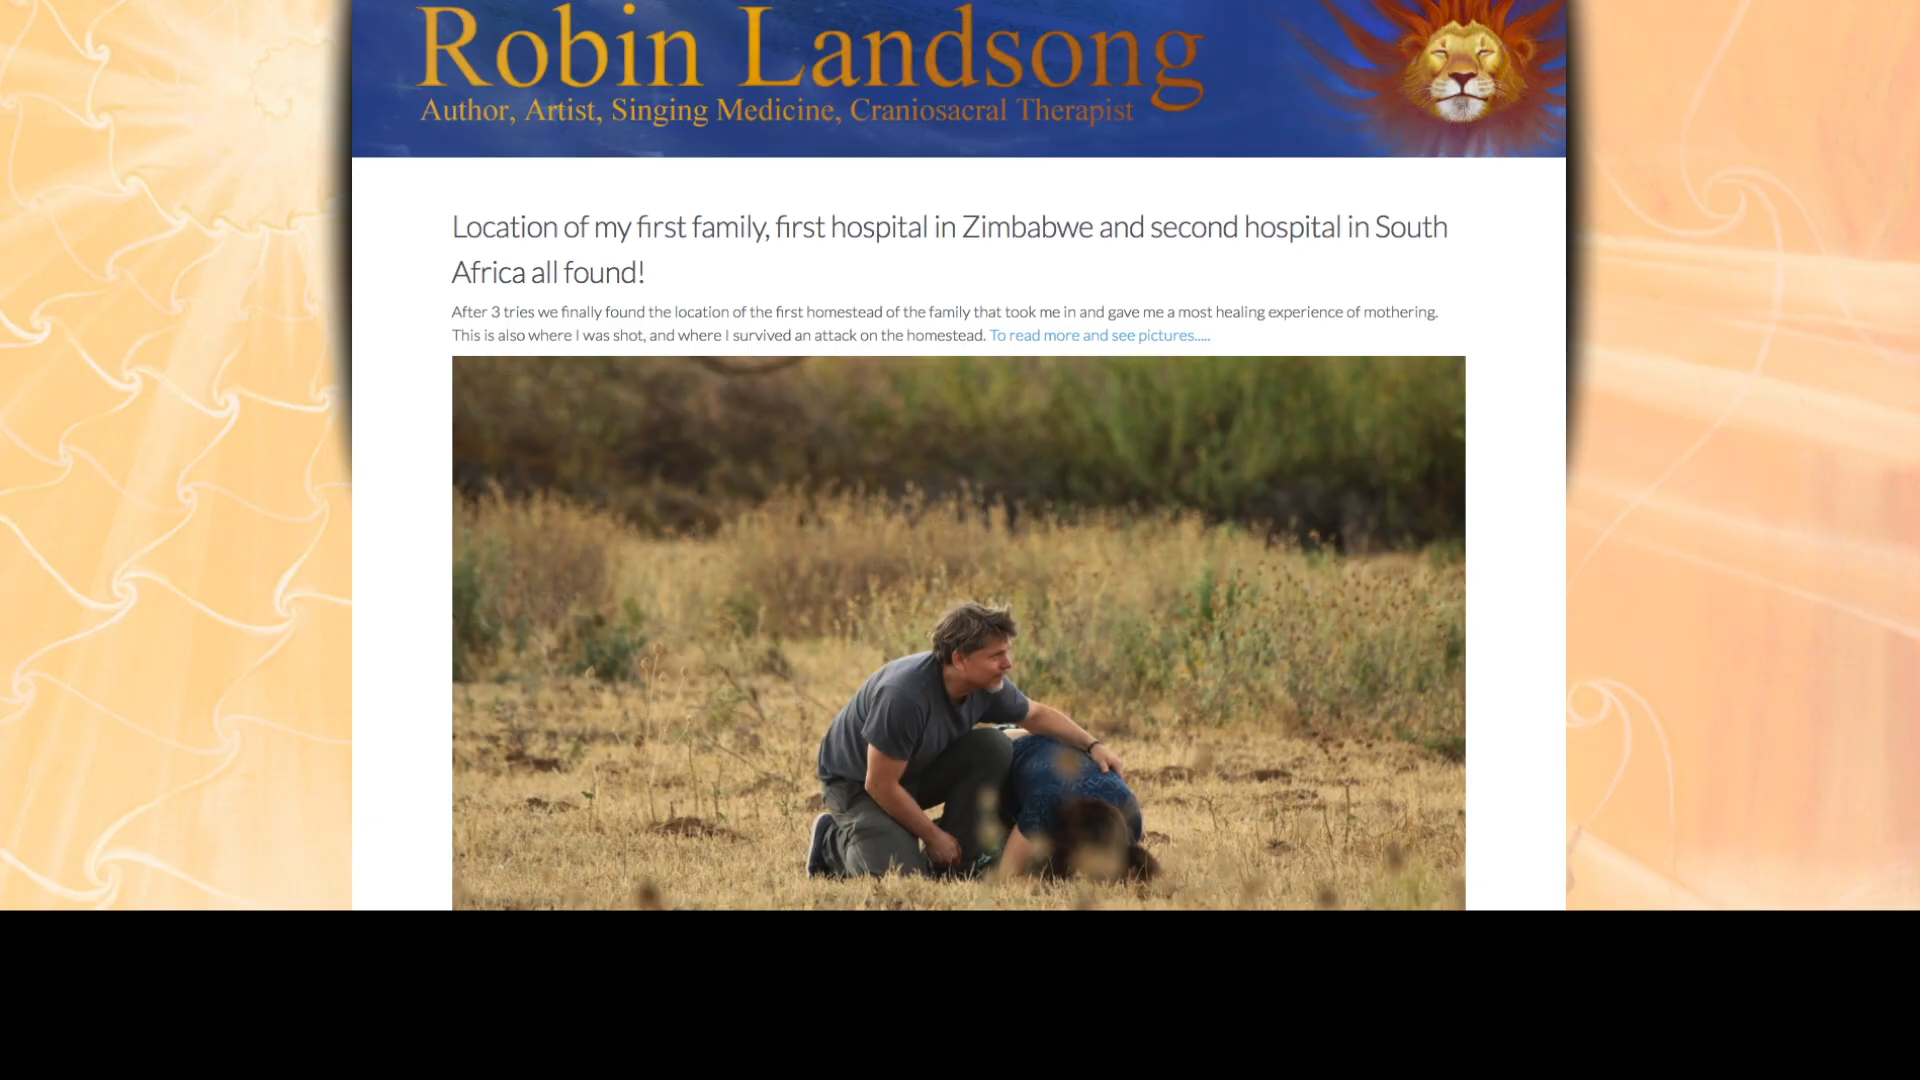 Robin Landsong
Author, Artist, Singing Medicine, Craniosacral Therapist
Location of my first family, first hospital in Zimbabwe and second hospital in South
Africa all found!
After 3 tries we finally found the location of the first homestead of the family that took me in and gave me a most healing experience of mothering.
This is also where I was shot, and where I survived an attack on the homestead. To read more and see pictures.....